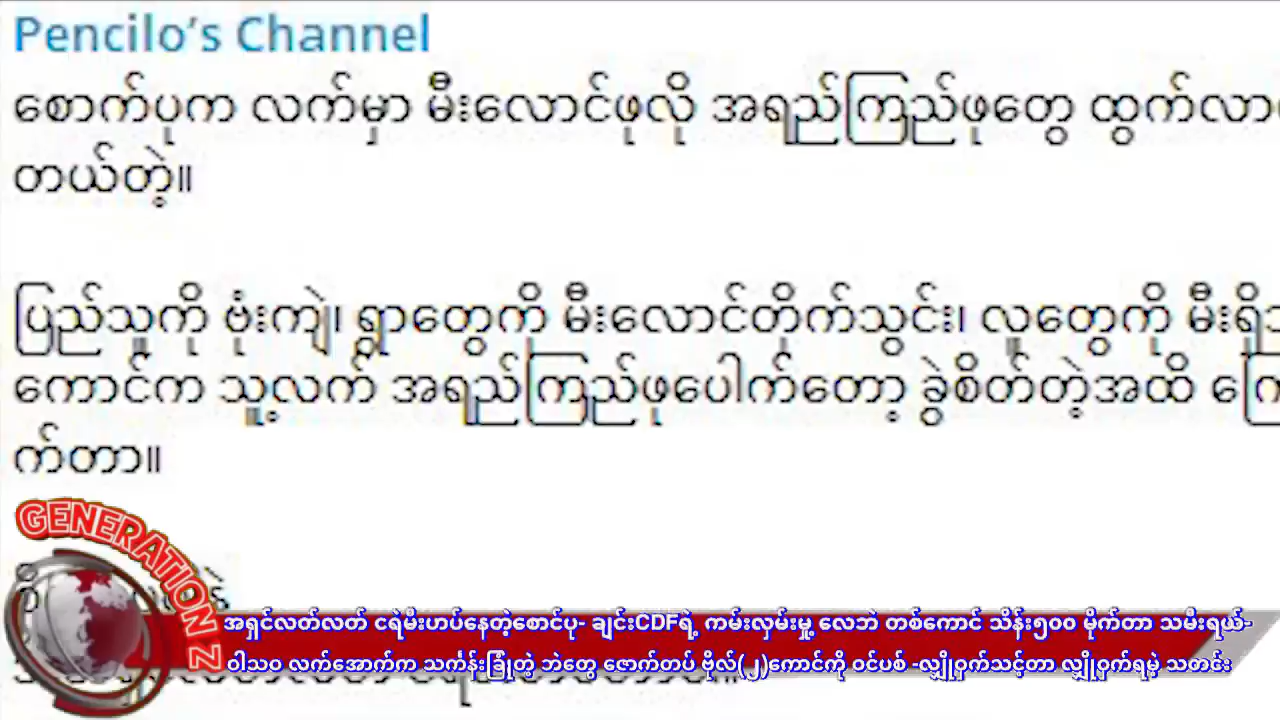 Pencilo's Channel
စောက်ပုက လက်မှာ မီးလောင်ဖုလို အရည်ကြည်ဖုတွေ ထွက်လာ
တယ်တဲ့။
ပြည်သူကို ဗုံးကျဲ၊ ရွာတွေကို မီးလောင်တိုက်သွင်း၊ လူတွေကို မီးရှို့
ကောင်က သူ့လက် အရည်ကြည်ဖုပေါက်တော့ ခွဲစိတ်တဲ့အထိ
က်တာ။
GENERATION Z
အရှင်လတ်လတ် ငရဲမီးဟပ်နေတဲ့စောင်ပု- ချင်းCDFရဲ့ ကမ်းလှမ်းမှု့ လေဘဲ တစ်ကောင် သိန်း၅၀၀ မိုက်တာ သမီးရယ်-
ဝါသဝ လက်အောက်က သင်္ကန်းခြုံတဲ့ ဘဲတွေ ဖောက်တပ် ဗိုလ်(၂)ကောင်ကို ဝင်ပစ် -လျှို့ဝှက်သင့်တာ လျှို့ဝှက်ရမဲ့ သတင်း